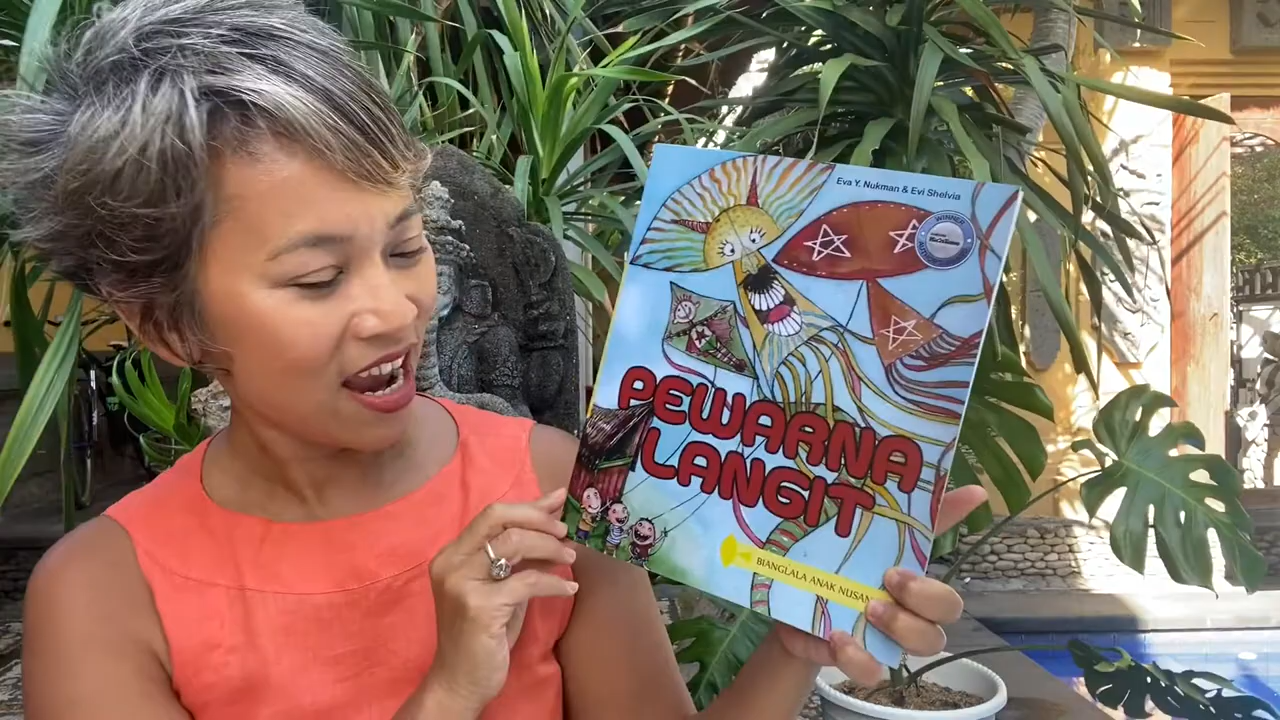 Eva Y. Nukman & Evi Shelvia
WINNER
PEWARNA
LANGIT
BIANGLALA ANAK NUSAN